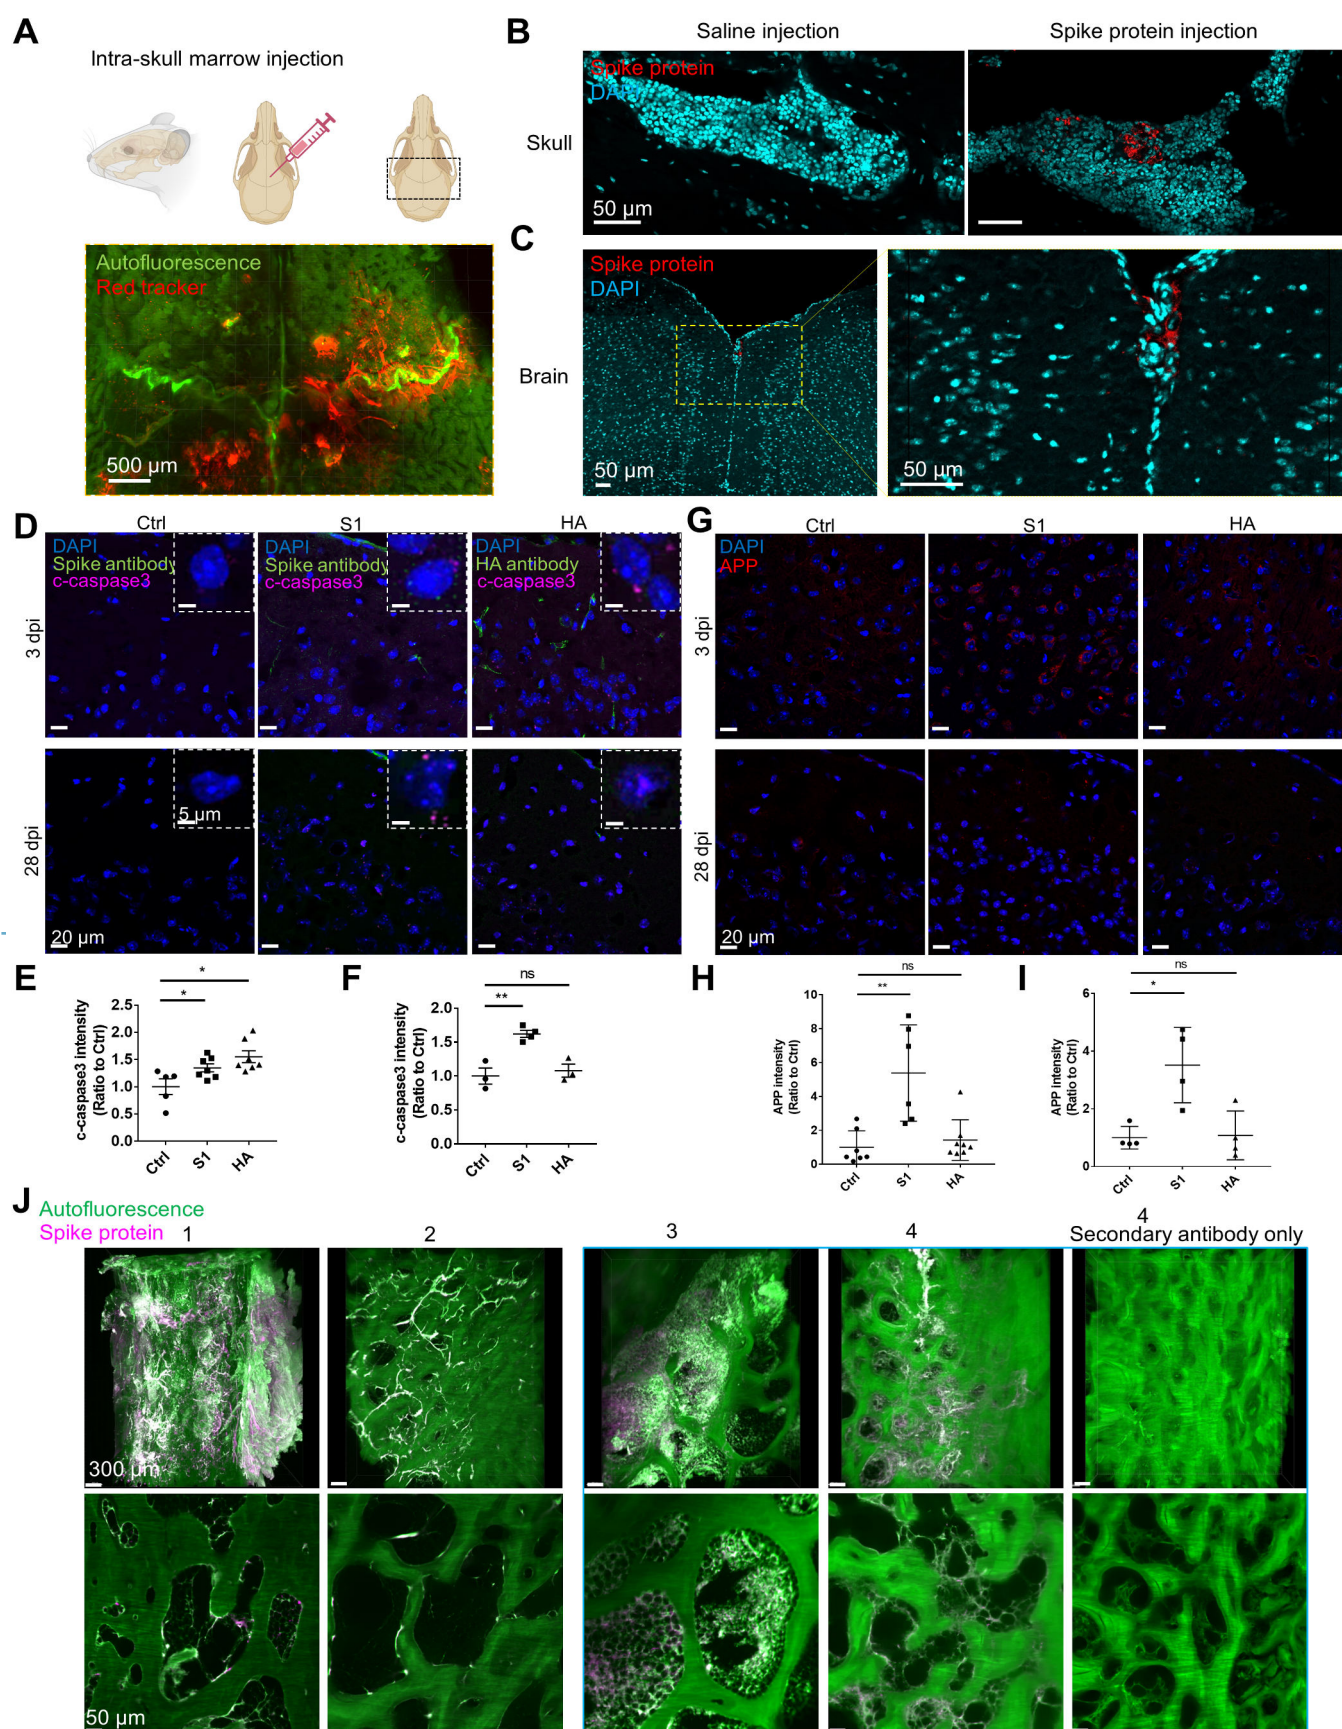 A
Intra-skull marrow injection
Autofluorescence
Red tracker
500 µm
B
Saline injection
Spike protein injection
Skull
Spike protein
DAPI
50 µm
C
Brain
Spike protein
DAPI
50 µm
50 µm
D
Ctrl
S1
HA
3 dpi
DAPI
Spike antibody
c-caspase3
DAPI
Spike antibody
c-caspase3
DAPI
HA antibody
c-caspase3
28 dpi
5 µm
20 µm
G
Ctrl
S1
HA
3 dpi
DAPI
APP
28 dpi
20 µm
E
c-caspase3 intensity
(Ratio to Ctrl)
*
*
2.5
2.0
1.5
1.0
0.5
0.0
Ctrl
S1
HA
F
c-caspase3 intensity
(Ratio to Ctrl)
ns
**
2.0
1.5
1.0
0.5
0.0
Ctrl
S1
HA
H
APP intensity
(Ratio to Ctrl)
ns
**
10
8
6
4
2
0
Ctrl
S1
HA
I
APP intensity
(Ratio to Ctrl)
ns
*
6
4
2
0
Ctrl
S1
HA
J
Autofluorescence
Spike protein
1
2
3
4
4
Secondary antibody only
300 µm
50 µm